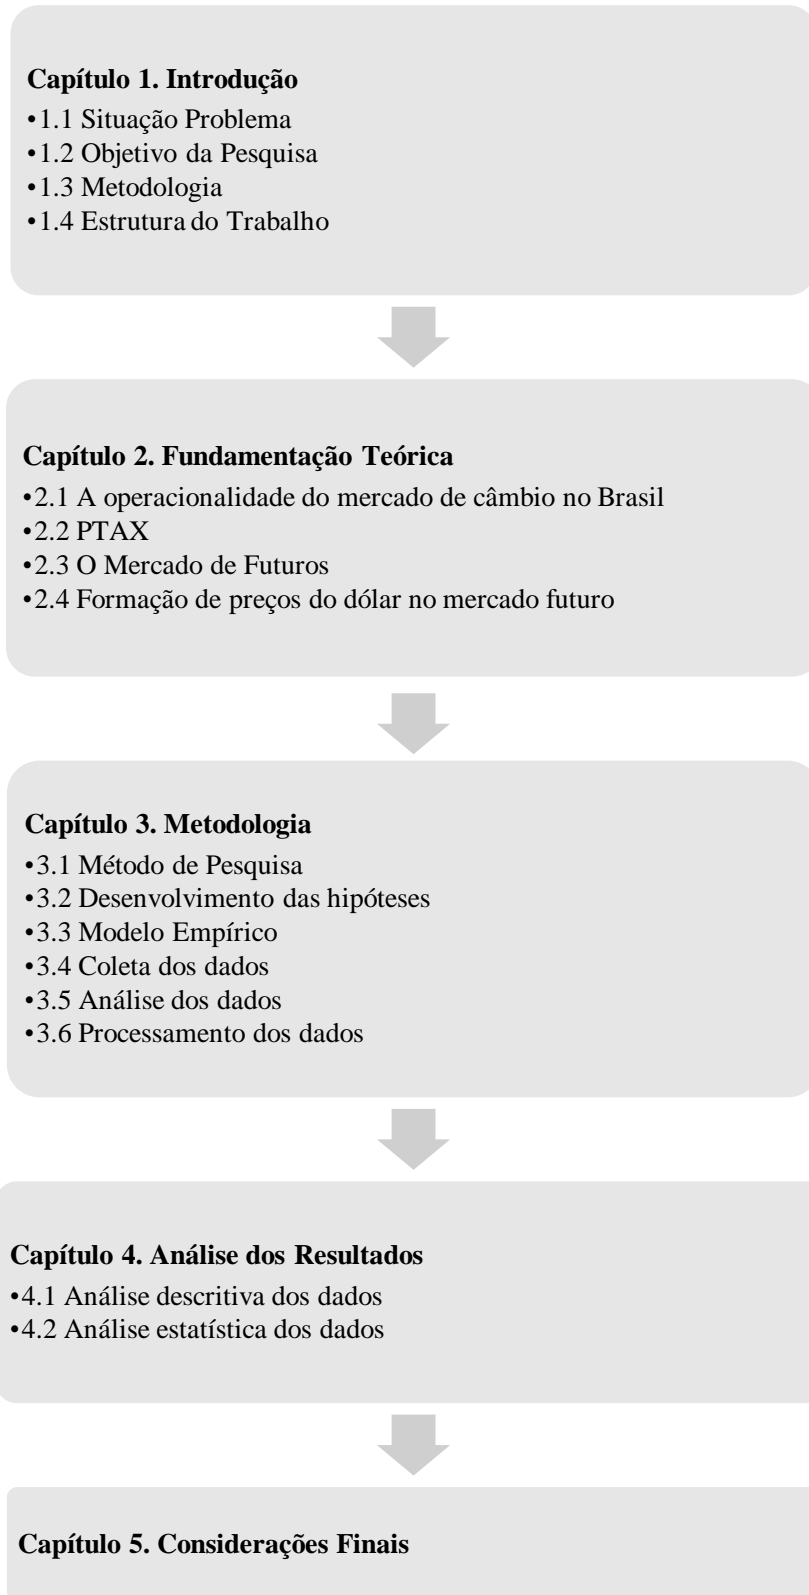 Capítulo 1. Introdução
•1.1 Situação Problema
•1.2 Objetivo da Pesquisa
•1.3 Metodologia
•1.4 Estrutura do Trabalho
Capítulo 2. Fundamentação Teórica
•2.1 A operacionalidade do mercado de câmbio no Brasil
•2.2 PTAX
•2.3 O Mercado de Futuros
•2.4 Formação de preços do dólar no mercado futuro
Capítulo 3. Metodologia
•3.1 Método de Pesquisa
•3.2 Desenvolvimento das hipóteses
•3.3 Modelo Empírico
•3.4 Coleta dos dados
•3.5 Análise dos dados
•3.6 Processamento dos dados
Capítulo 4. Análise dos Resultados
•4.1 Análise descritiva dos dados
•4.2 Análise estatística dos dados
Capítulo 5. Considerações Finais